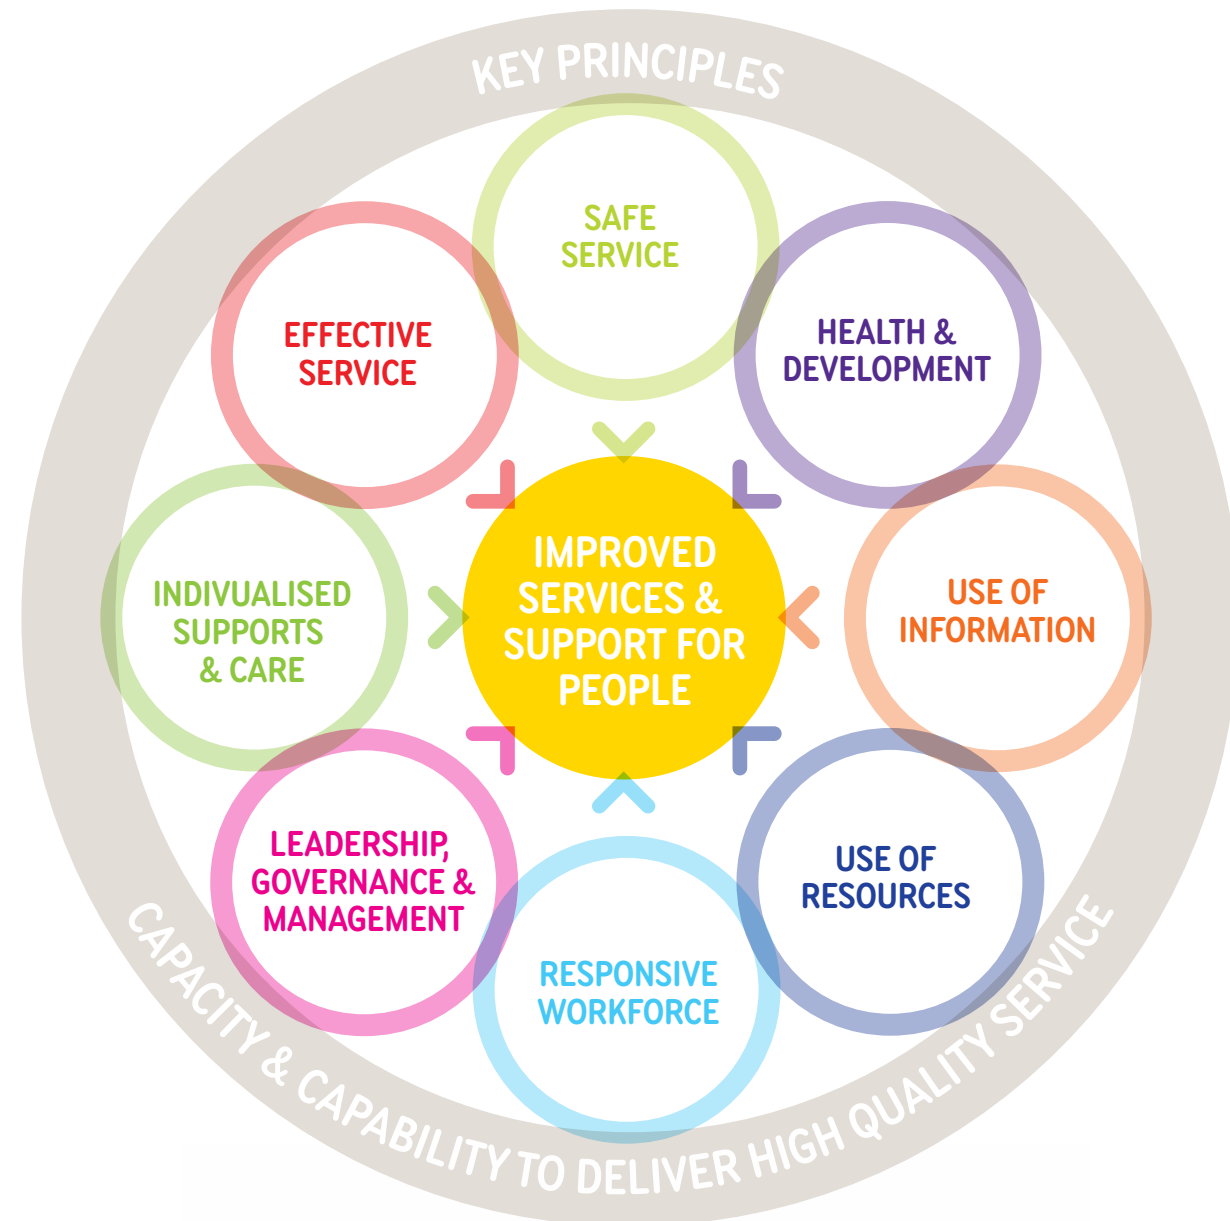 KEY PRINCIPLES
SAFE
SERVICE
HEALTH &
DEVELOPMENT
USE OF
INFORMATION
USE OF
RESOURCES
RESPONSIVE
WORKFORCE
LEADERSHIP,
GOVERNANCE &
MANAGEMENT
INDIVUALISED
SUPPORTS
& CARE
EFFECTIVE
SERVICE
IMPROVED
SERVICES &
SUPPORT FOR
PEOPLE
CAPACITY & CAPABILITY TO DELIVER HIGH QUALITY SERVICE